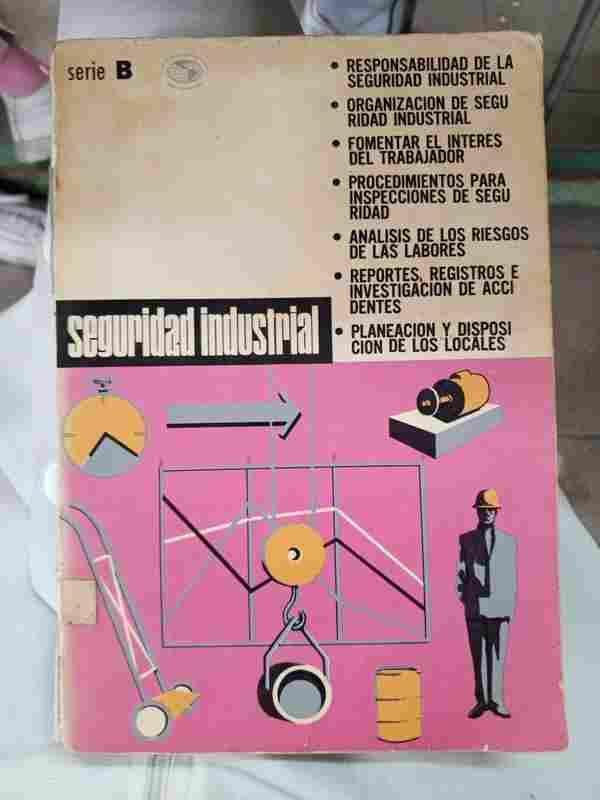 serie B
• RESPONSABILIDAD DE LA
SEGURIDAD INDUSTRIAL
• ORGANIZACION DE SEGU
RIDAD INDUSTRIAL
• FOMENTAR EL INTERES
DEL TRABAJADOR
• PROCEDIMIENTOS PARA
INSPECCIONES DE SEGU
RIDAD
• ANALISIS DE LOS RIESGOS
DE LAS LABORES
• REPORTES, REGISTROS E
INVESTIGACION DE ACCI
DENTES
• PLANEACION Y DISPOSI
CION DE LOS LOCALES
seguridad industrial